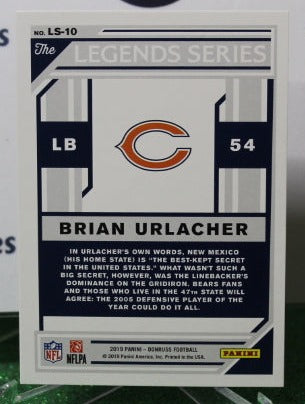 NO. LS-10
The
LEGENDS SERIES
LB
54
BRIAN URLACHER
IN URLACHER'S OWN WORDS, NEW MEXICO
(HIS HOME STATE) IS "THE BEST-KEPT SECRET
IN THE UNITED STATES." WHAT WASN'T SUCH A
BIG SECRET, HOWEVER, WAS THE LINEBACKER'S
DOMINANCE ON THE GRIDIRON. BEARS FANS
AND THOSE WHO LIVE IN THE 47TH STATE WILL
AGREE: THE 2005 DEFENSIVE PLAYER OF THE
YEAR COULD DO IT ALL.
NFL
NFLPA
2019 PANINI – DONRUSS FOOTBALL
© 2019 Panini America, Inc. Printed in the USA.
PANINI